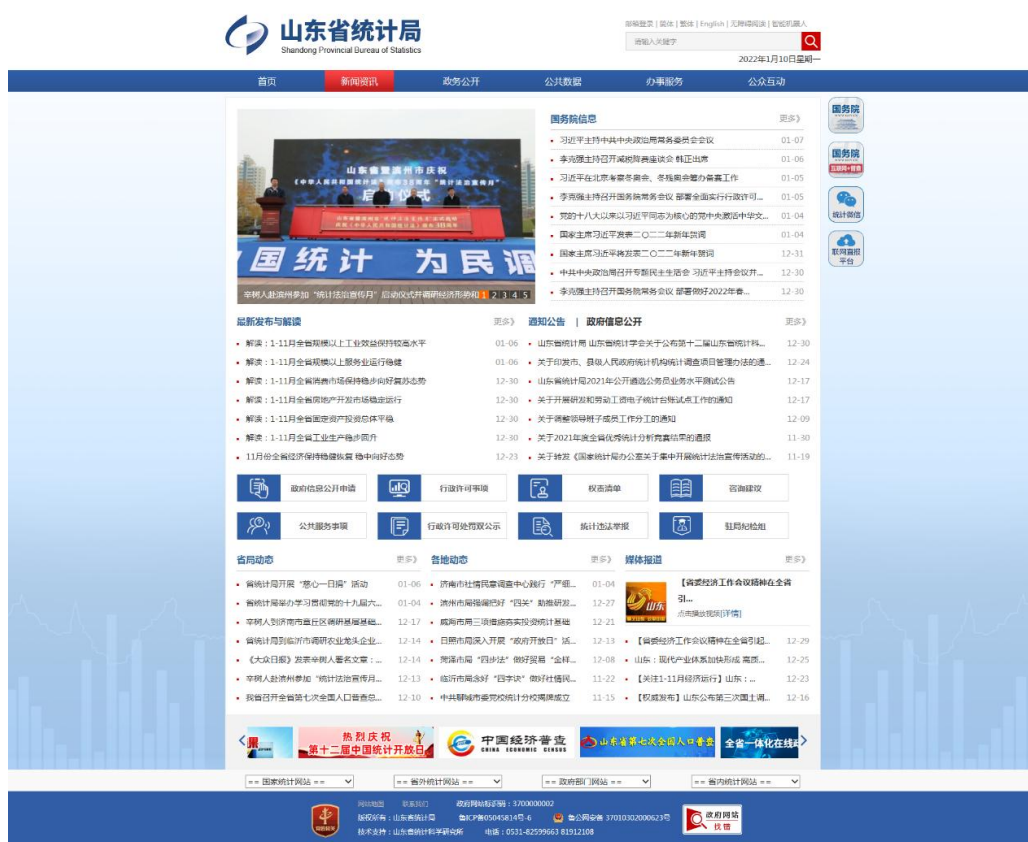 山东省统计局
Shandong Provincial Bureau of Statistics
邮箱登录 | 简体 | 繁体 | English | 无障碍阅读 | 智能机器人
请输入关键字
2022年1月10日星期一
首页 新闻资讯 政务公开 公共数据 办事服务 公众互动
山东省暨滨州市庆祝
启动仪式
国统计 为民调
辛树人赴滨州参加“统计法治宣传月”启动仪式并调研经济形势和 1 2 3 4 5
国务院信息 更多》
• 习近平主持中共中央政治局常务委员会会议 01-07
• 李克强主持召开减税降费座谈会 韩正出席 01-06
• 习近平在北京考察冬奥会、冬残奥会筹办备赛工作 01-05
• 李克强主持召开国务院常务会议 部署全面实行行政许可... 01-05
• 党的十八大以来以习近平同志为核心的党中央激活中华文... 01-04
• 国家主席习近平发表二〇二二年新年贺词 01-04
• 国家主席习近平将发表二〇二二年新年贺词 12-31
• 中共中央政治局召开专题民主生活会 习近平主持会议并... 12-30
• 李克强主持召开国务院常务会议 部署做好2022年春... 12-30
国务院
国务院
互联网+督查
统计微信
联网直报
平台
最新发布与解读 更多》
• 解读：1-11月全省规模以上工业效益保持较高水平 01-06
• 解读：1-11月全省规模以上服务业运行稳健 01-06
• 解读：1-11月全省消费市场保持稳步向好复苏态势 12-30
• 解读：1-11月全省房地产开发市场稳定运行 12-30
• 解读：1-11月全省固定资产投资总体平稳 12-30
• 解读：1-11月全省工业生产稳步回升 12-30
• 11月份全省经济保持稳健恢复 稳中向好态势 12-23
通知公告 | 政府信息公开 更多》
• 山东省统计局 山东省统计学会关于公布第十二届山东省统计科... 12-30
• 关于印发市、县级人民政府统计机构统计调查项目管理办法的通... 12-24
• 山东省统计局2021年公开遴选公务员业务水平测试公告 12-17
• 关于开展研发和劳动工资电子统计台账试点工作的通知 12-17
• 关于调整领导班子成员工作分工的通知 12-09
• 关于2021年度全省优秀统计分析竞赛结果的通报 11-30
• 关于转发《国家统计局办公室关于集中开展统计法治宣传活动的... 11-19
政府信息公开申请 行政许可事项 权责清单 咨询建议
公共服务事项 行政许可处罚双公示 统计违法举报 驻局纪检组
省局动态 更多》
• 省统计局开展“慈心一日捐”活动 01-06
• 省统计局举办学习贯彻党的十九届六... 01-04
• 辛树人到济南市章丘区调研基层基础... 12-17
• 省统计局到临沂市调研农业龙头企业... 12-14
• 《大众日报》发表辛树人署名文章：... 12-14
• 辛树人赴滨州参加“统计法治宣传月... 12-13
• 我省召开全省第七次全国人口普查总... 12-10
各地动态 更多》
• 济南市社情民意调查中心践行“严细... 01-04
• 滨州市局强调把好“四关”助推研发... 12-27
• 威海市局三项措施夯实投资统计基础 12-21
• 日照市局深入开展“政府开放日”活... 12-13
• 菏泽市局“四步法”做好贸易“金样... 12-08
• 临沂市局念好“四字诀”做好社情民... 11-22
• 中共聊城市委党校统计分校揭牌成立 11-15
媒体报道 更多》
山东
【省委经济工作会议精神在全省
引...
点击播放视频[详情]
• 【省委经济工作会议精神在全省引起... 12-29
• 山东：现代产业体系加快形成 高质... 12-25
• 【关注1-11月经济运行】山东：... 12-23
• 【权威发布】山东公布第三次国土调... 12-16
果
热烈庆祝
第十二届中国统计开放日
中国经济普查
CHINA ECONOMIC CENSUS
山东省第七次全国人口普查
全省一体化在线政
== 国家统计网站 == == 省外统计网站 == == 政府部门网站 == == 省内统计网站 ==
网站地图 联系我们 政府网站标识码：3700000002
版权所有：山东省统计局 鲁ICP备05045814号-6 鲁公网安备 37010302000623号
技术支持：山东省统计科学研究所 电话：0531-82599663 81912108
政府网站
找错